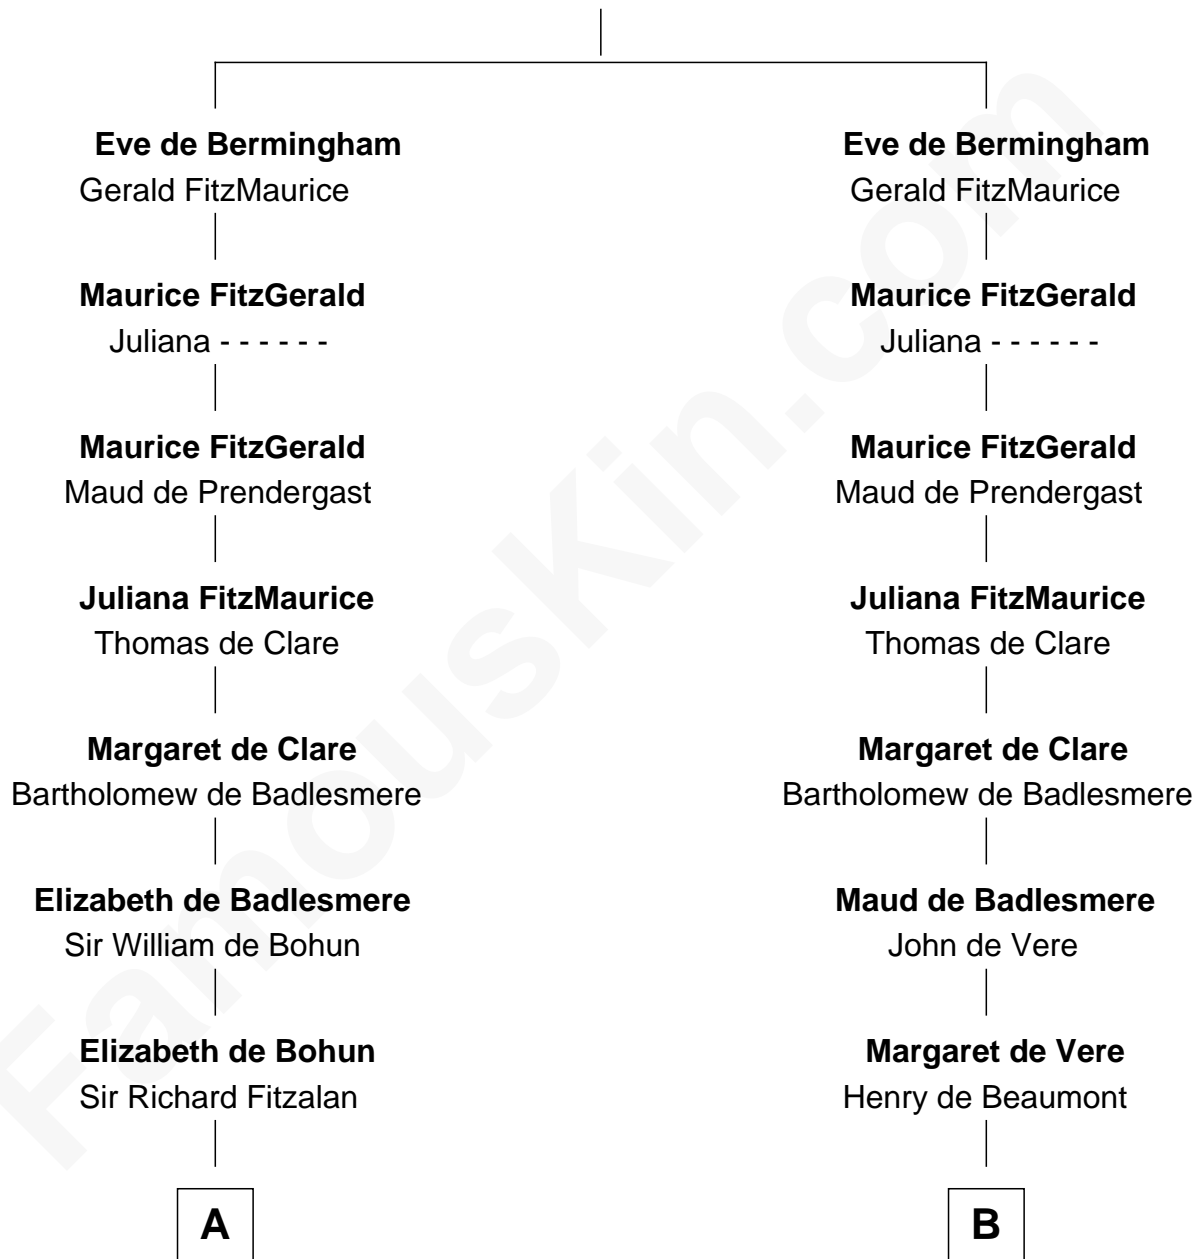 Eve de Bermingham
Gerald FitzMaurice
Maurice FitzGerald
Juliana - - - - - -
Maurice FitzGerald
Maud de Prendergast
Juliana FitzMaurice
Thomas de Clare
Margaret de Clare
Bartholomew de Badlesmere
Elizabeth de Badlesmere
Sir William de Bohun
Elizabeth de Bohun
Sir Richard Fitzalan
A
Eve de Bermingham
Gerald FitzMaurice
Maurice FitzGerald
Juliana - - - - - -
Maurice FitzGerald
Maud de Prendergast
Juliana FitzMaurice
Thomas de Clare
Margaret de Clare
Bartholomew de Badlesmere
Maud de Badlesmere
John de Vere
Margaret de Vere
Henry de Beaumont
B
FamousKin.com